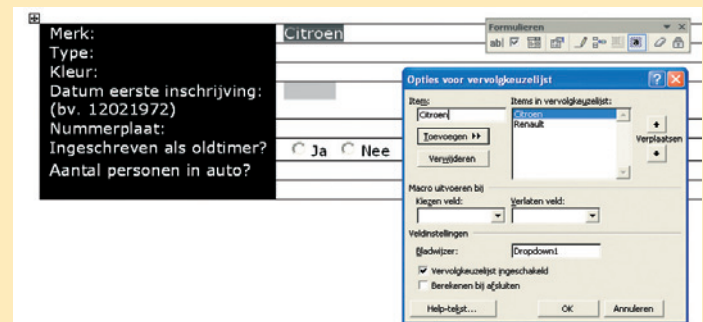 Merk:
Citroen
Type:
Kleur:
Datum eerste inschrijving:
(bv. 12021972)
Nummerplaat:
Ingeschreven als oldtimer?
Ja Nee
Aantal personen in auto?
Formulieren
ab|
Opties voor vervolgkeuzelijst
Item:
Items in vervolgkeuzelijst:
Citroen
Citroen
Renault
Toevoegen
Verwijderen
Verplaatsen
Macro uitvoeren bij
Kiezen veld:
Verlaten veld:
Veldinstellingen
Bladwijzer:
Dropdown1
Vervolgkeuzelijst ingeschakeld
Berekenen bij afsluiten
Help-tekst...
OK
Annuleren